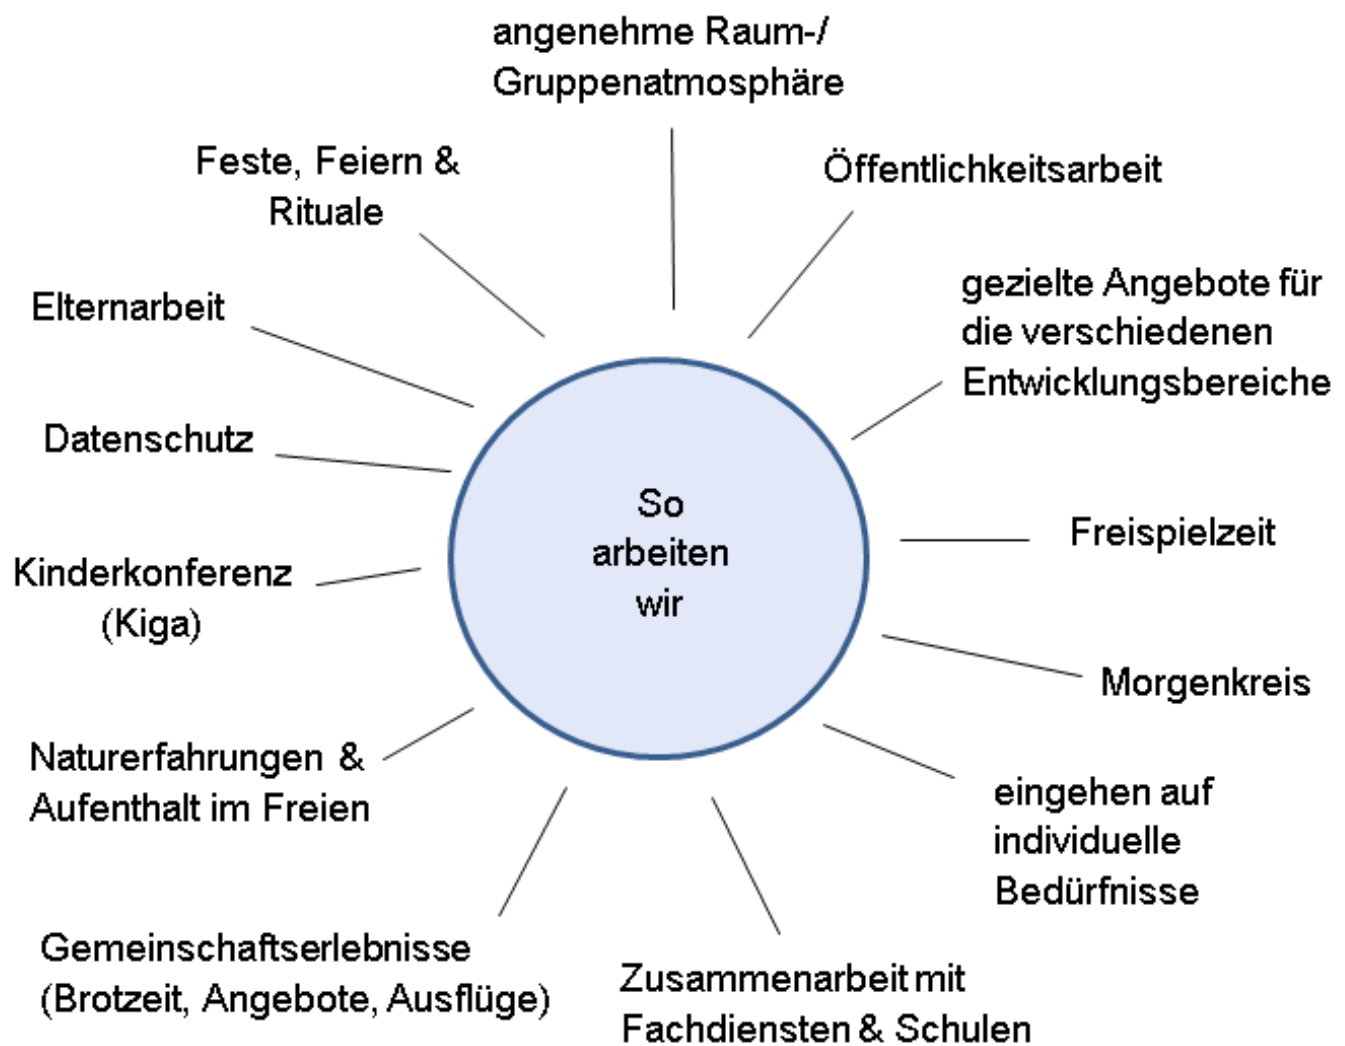 angenehme Raum-/
Gruppenatmosphäre
Öffentlichkeitsarbeit
gezielte Angebote für
die verschiedenen
Entwicklungsbereiche
Freispielzeit
Morgenkreis
eingehen auf
individuelle
Bedürfnisse
Zusammenarbeit mit
Fachdiensten & Schulen
Gemeinschaftserlebnisse
(Brotzeit, Angebote, Ausflüge)
Naturerfahrungen &
Aufenthalt im Freien
Kinderkonferenz
(Kiga)
Datenschutz
Elternarbeit
Feste, Feiern &
Rituale
So
arbeiten
wir